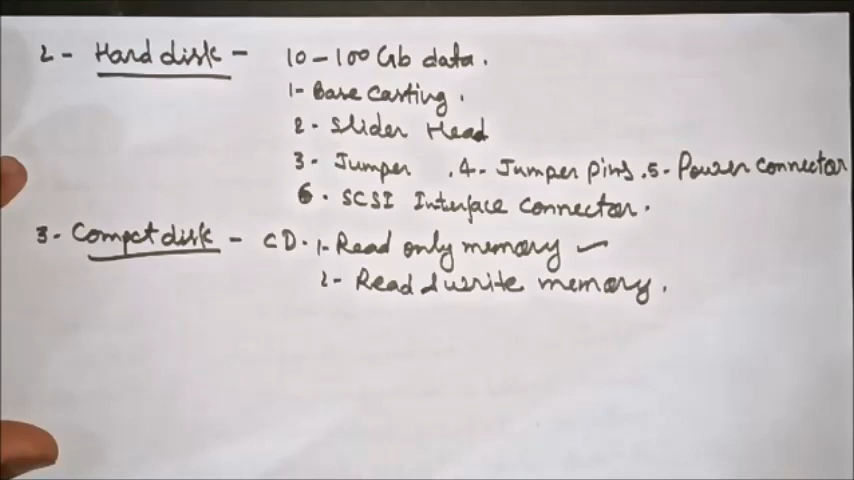 2- Hard disk - 10-100 Gb data.
1- Base casting.
2- Slider Head
3- Jumper .4- Jumper pins .5- Power connector
6. SCSI Interface connector.
3- Compct disk - CD. 1- Read only memory
2- Read & write memory.